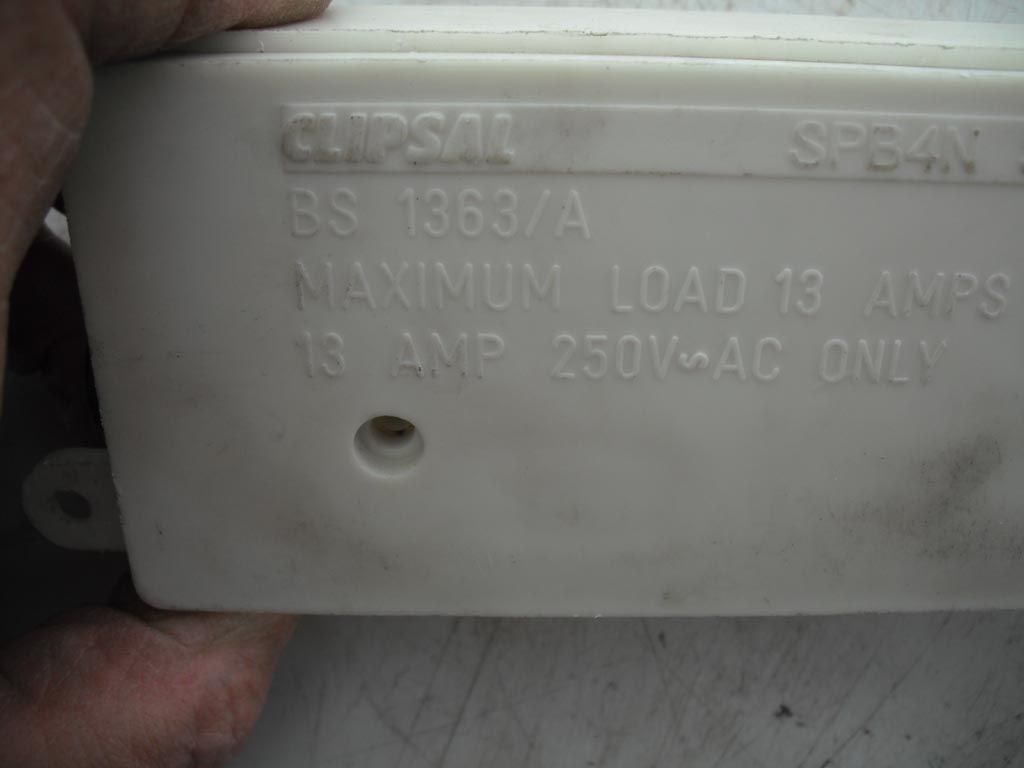 CLIPSAL SPB4N
BS 1363/A
MAXIMUM LOAD 13 AMPS
13 AMP 250V~AC ONLY